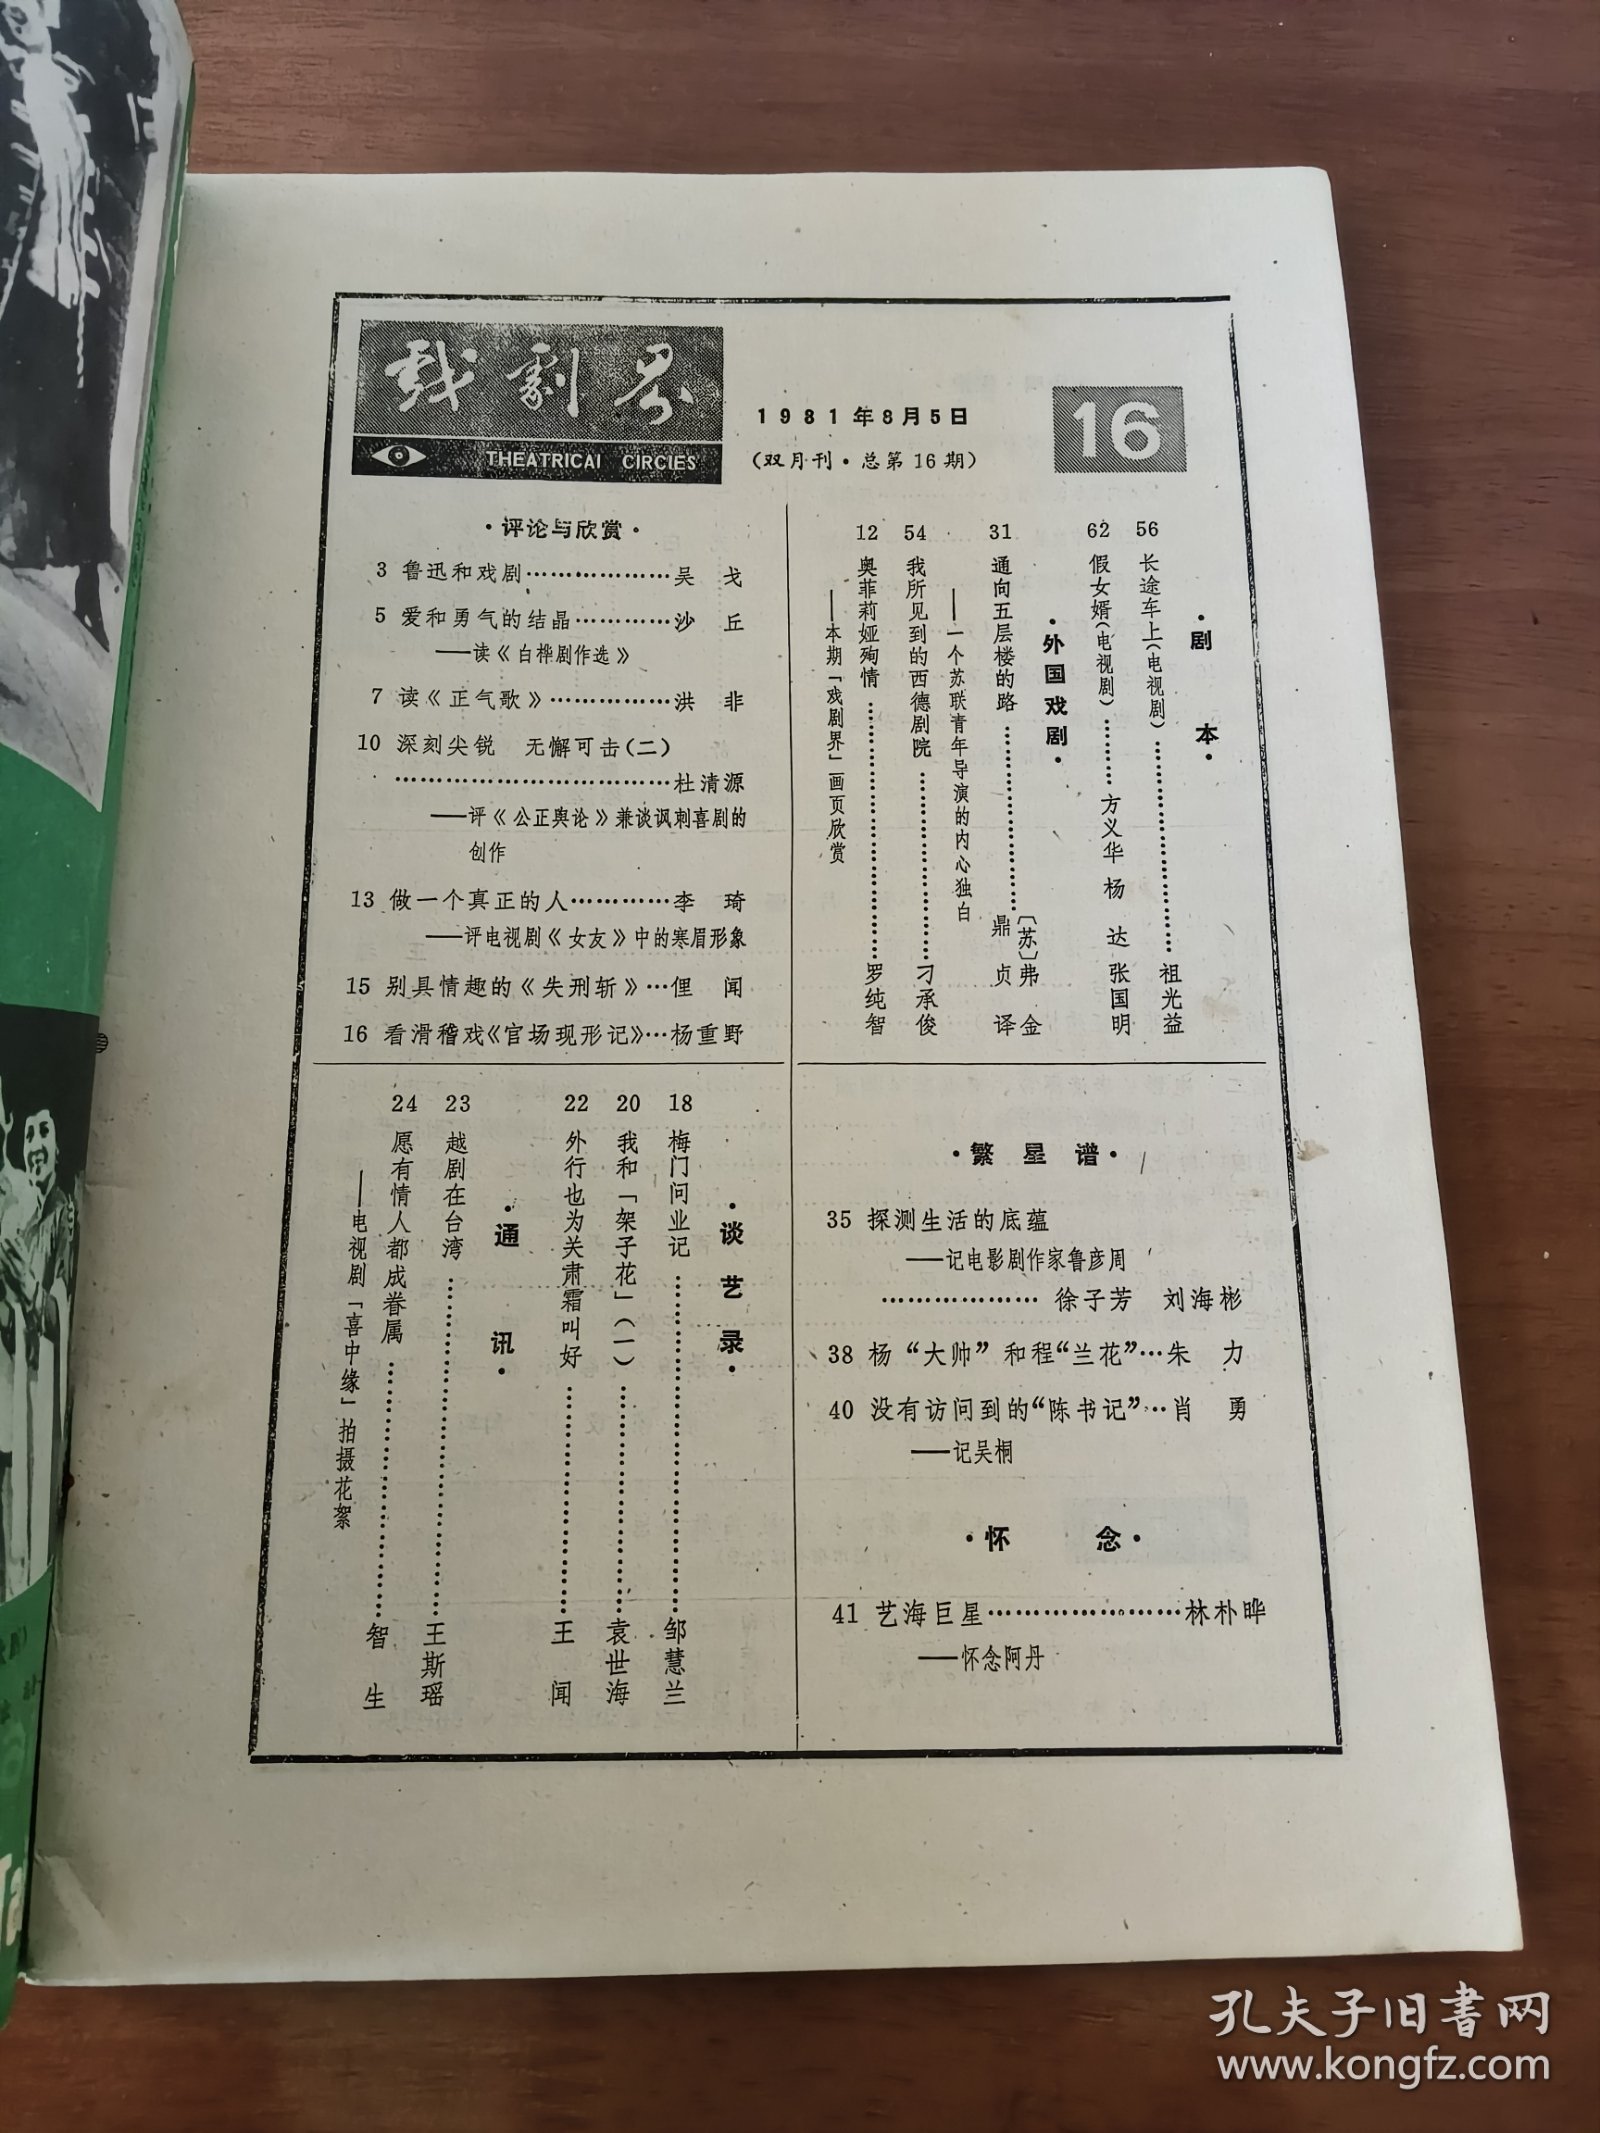 戏剧界
THEATRICAL CIRCLES
1981年8月5日
（双月刊·总第16期）
16
·评论与欣赏·
3 鲁迅和戏剧…………………吴 戈
5 爱和勇气的结晶…………沙 丘
——读《白桦剧作选》
7 读《正气歌》………………洪 非
10 深刻尖锐 无懈可击(二)
………………………………杜清源
——评《公正舆论》兼谈讽刺喜剧的
创作
13 做一个真正的人…………李 琦
——评电视剧《女友》中的寒眉形象
15 别具情趣的《失刑斩》…俚 闻
16 看滑稽戏《官场现形记》…杨重野
·剧 本·
56 长途车上(电视剧)……………………祖光益
62 假女婿(电视剧)………方义华 杨 达 张国明
·外国戏剧·
31 通向五层楼的路……………………〔苏〕弗 金
鼎 贞 译
——一个苏联青年导演的内心独白
54 我所见到的西德剧院……………………刁承俊
12 奥菲莉娅殉情……………………………罗纯智
——本期「戏剧界」画页欣赏
·谈艺录·
18 梅门问业记……………………………邹慧兰
20 我和「架子花」(一)……………………袁世海
22 外行也为关肃霜叫好……………………王 闻
·通 讯·
23 越剧在台湾……………………………王斯瑶
24 愿有情人都成眷属……………………智 生
——电视剧「喜中缘」拍摄花絮
·繁星谱·
35 探测生活的底蕴
——记电影剧作家鲁彦周
………………徐子芳 刘海彬
38 杨“大帅”和程“兰花”…朱 力
40 没有访问到的“陈书记”…肖 勇
——记吴桐
·怀 念·
41 艺海巨星…………………林朴晔
——怀念阿丹
孔夫子旧书网
www.kongfz.com